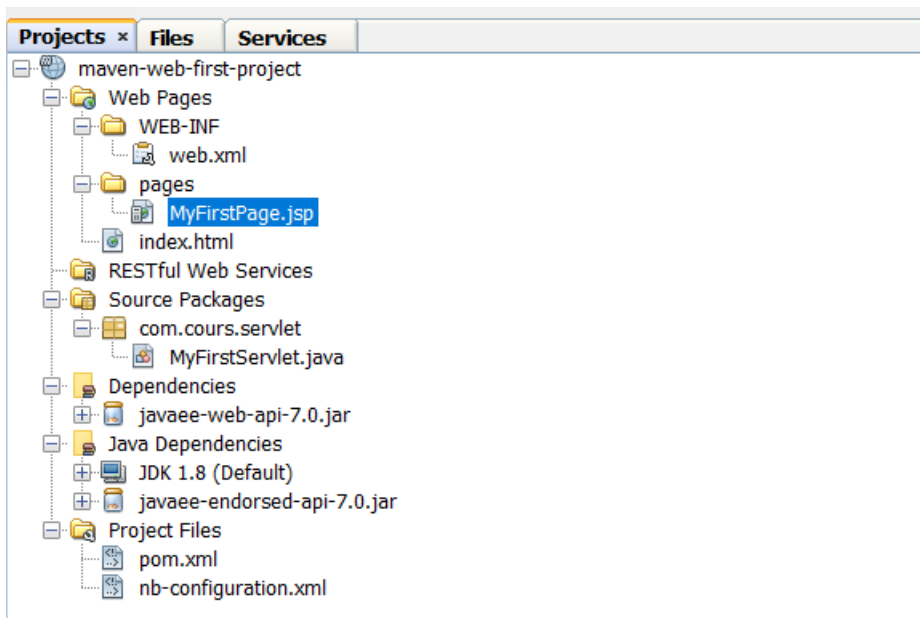 Projects × Files Services
maven-web-first-project
Web Pages
WEB-INF
web.xml
pages
MyFirstPage.jsp
index.html
RESTful Web Services
Source Packages
com.cours.servlet
MyFirstServlet.java
Dependencies
javaee-web-api-7.0.jar
Java Dependencies
JDK 1.8 (Default)
javaee-endorsed-api-7.0.jar
Project Files
pom.xml
nb-configuration.xml